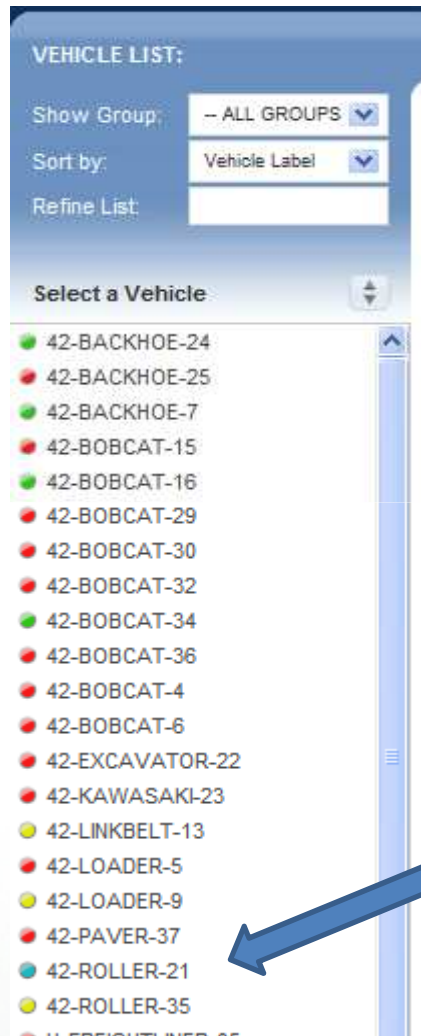 VEHICLE LIST:
Show Group: -- ALL GROUPS
Sort by: Vehicle Label
Refine List:
Select a Vehicle
42-BACKHOE-24
42-BACKHOE-25
42-BACKHOE-7
42-BOBCAT-15
42-BOBCAT-16
42-BOBCAT-29
42-BOBCAT-30
42-BOBCAT-32
42-BOBCAT-34
42-BOBCAT-36
42-BOBCAT-4
42-BOBCAT-6
42-EXCAVATOR-22
42-KAWASAKI-23
42-LINKBELT-13
42-LOADER-5
42-LOADER-9
42-PAVER-37
42-ROLLER-21
42-ROLLER-35